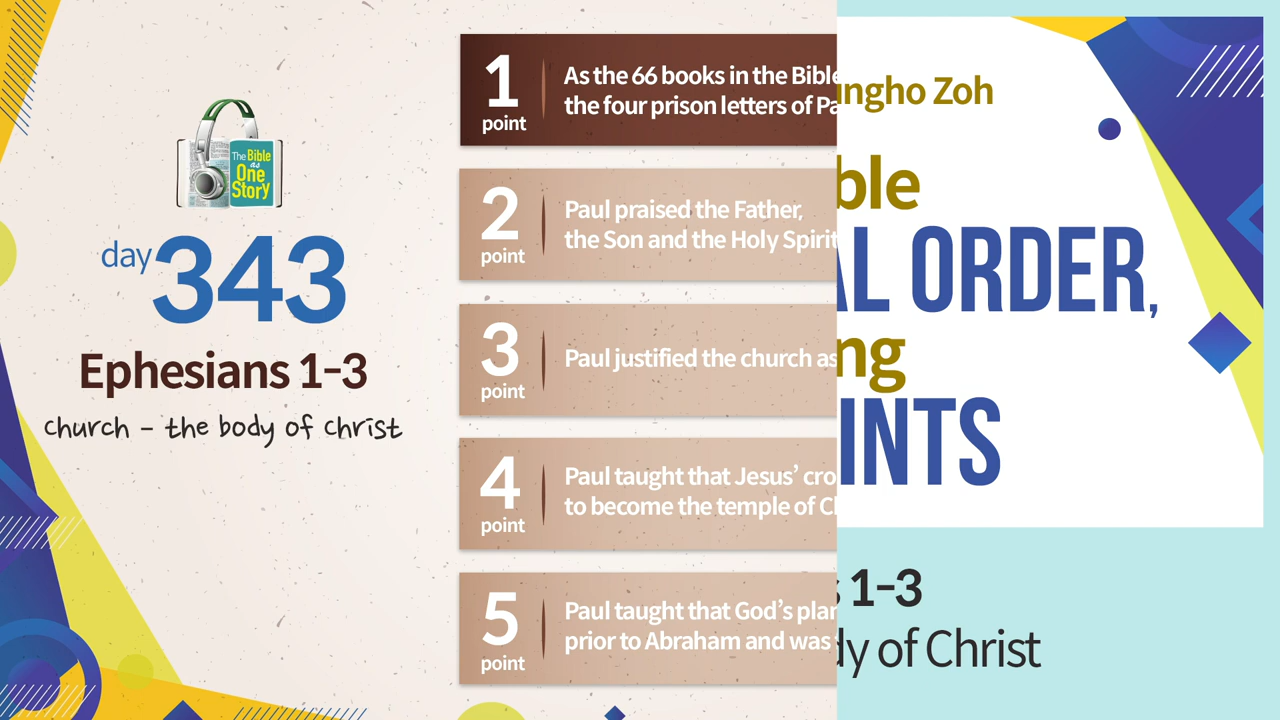 The Bible
as
One
Story
day 343
Ephesians 1-3
church - the body of christ
1
point
As the 66 books in the Bible
the four prison letters of Pa
2
point
Paul praised the Father,
the Son and the Holy Spirit
3
point
Paul justified the church as
4
point
Paul taught that Jesus' cro
to become the temple of Ch
5
point
Paul taught that God's plan
prior to Abraham and was
ngho Zoh
ble
AL ORDER,
ng
INTS
1-3
dy of Christ